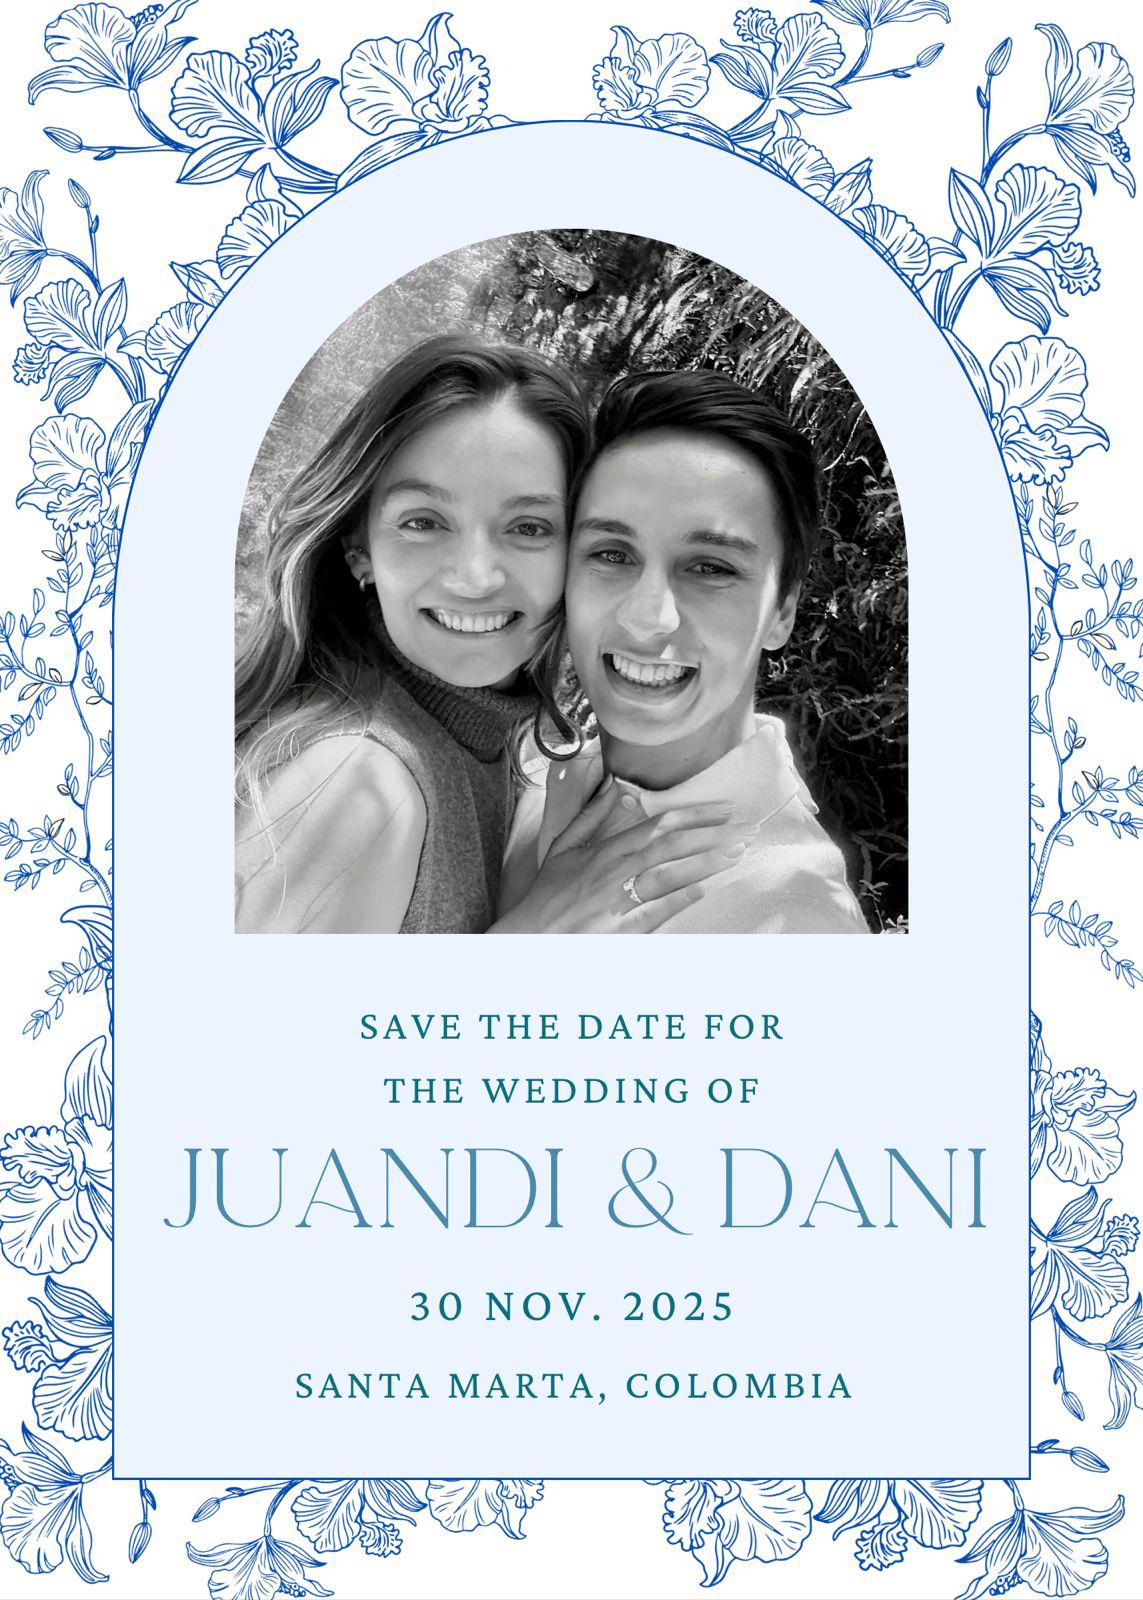 SAVE THE DATE FOR
THE WEDDING OF
JUANDI & DANI
30 NOV. 2025
SANTA MARTA, COLOMBIA